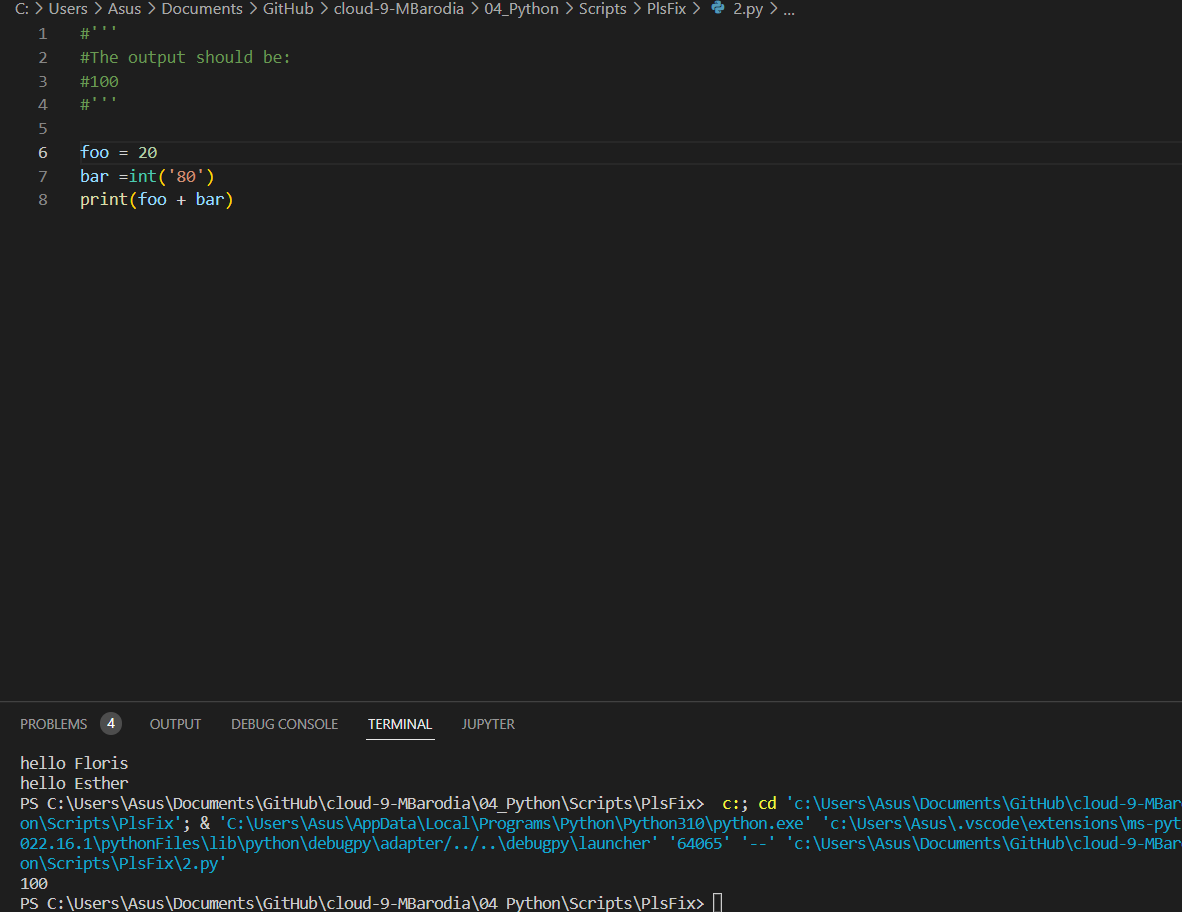 C: > Users > Asus > Documents > GitHub > cloud-9-MBarodia > 04_Python > Scripts > PlsFix > 2.py > ...
1 #'''
2 #The output should be:
3 #100
4 #'''
5
6 foo = 20
7 bar =int('80')
8 print(foo + bar)
PROBLEMS 4 OUTPUT DEBUG CONSOLE TERMINAL JUPYTER
hello Floris
hello Esther
PS C:\Users\Asus\Documents\GitHub\cloud-9-MBarodia\04_Python\Scripts\PlsFix>  c:; cd 'c:\Users\Asus\Documents\GitHub\cloud-9-MBar
on\Scripts\PlsFix'; & 'C:\Users\Asus\AppData\Local\Programs\Python\Python310\python.exe' 'c:\Users\Asus\.vscode\extensions\ms-pyt
022.16.1\pythonFiles\lib\python\debugpy\adapter/../..\debugpy\launcher' '64065' '--' 'c:\Users\Asus\Documents\GitHub\cloud-9-MBar
on\Scripts\PlsFix\2.py'
100
PS C:\Users\Asus\Documents\GitHub\cloud-9-MBarodia\04_Python\Scripts\PlsFix>